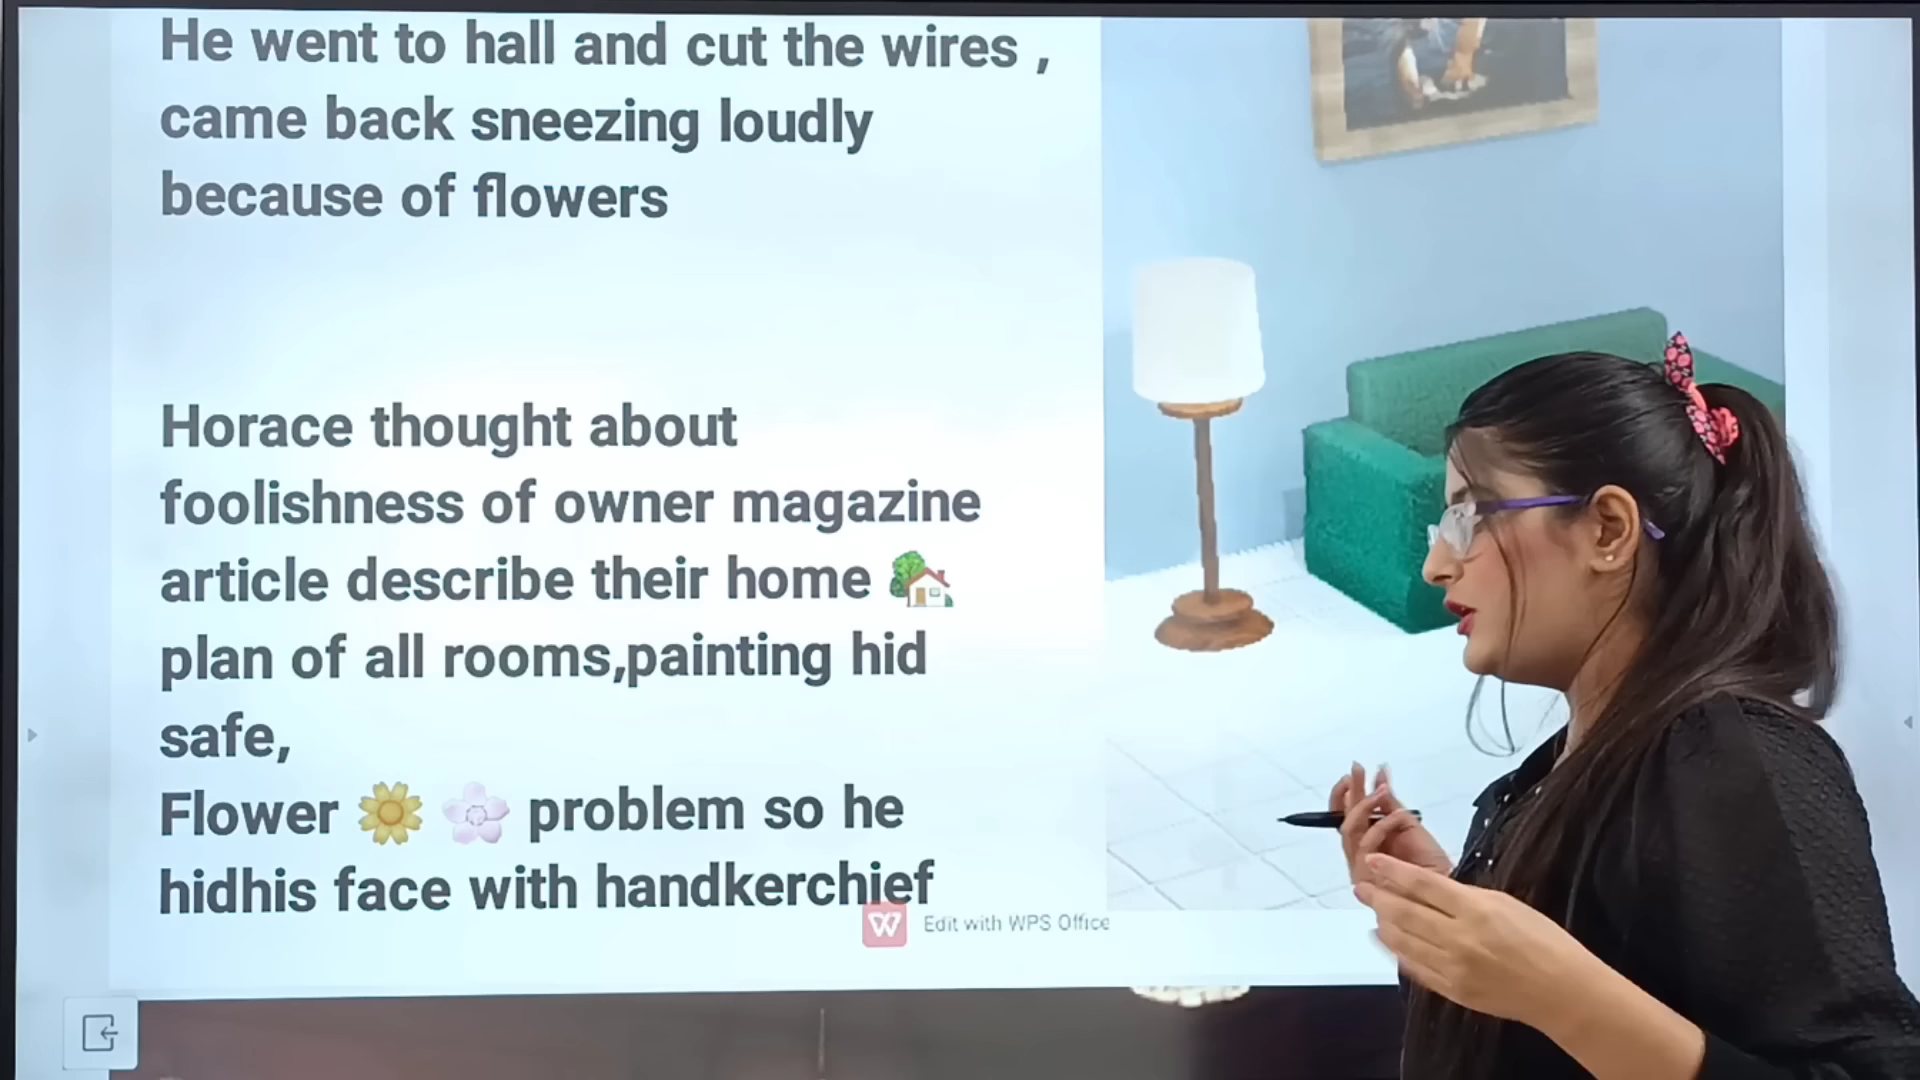 He went to hall and cut the wires ,
came back sneezing loudly
because of flowers
Horace thought about
foolishness of owner magazine
article describe their home 🏡
plan of all rooms,painting hid
safe,
Flower 🌼 🌸 problem so he
hidhis face with handkerchief
Edit with WPS Office